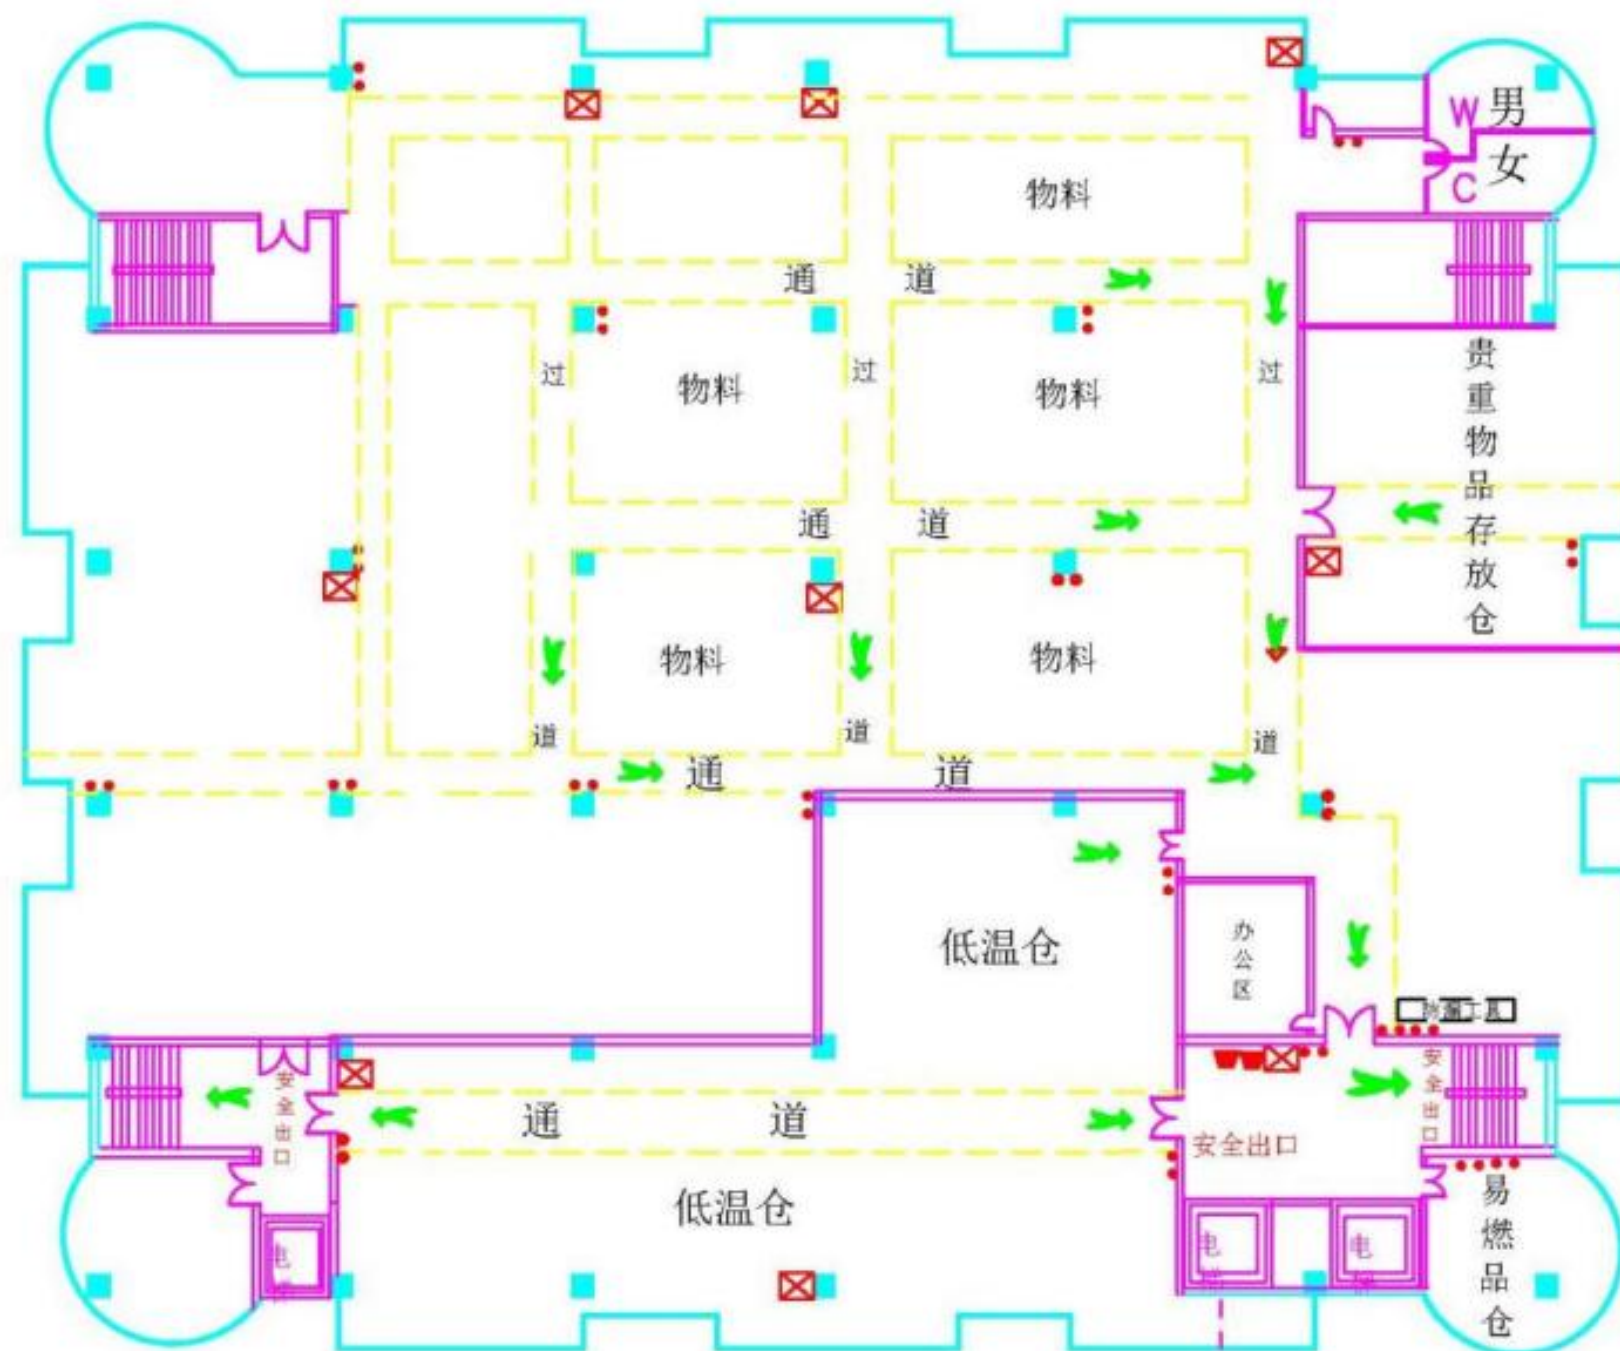 W 男
C 女
物料
通 道
过
过
过
物料
物料
贵重物品存放仓
通 道
物料
物料
道
道
道
通 道
低温仓
办公区
安全出口
安全出口
通 道
安全出口
低温仓
易燃品仓
电
电
电